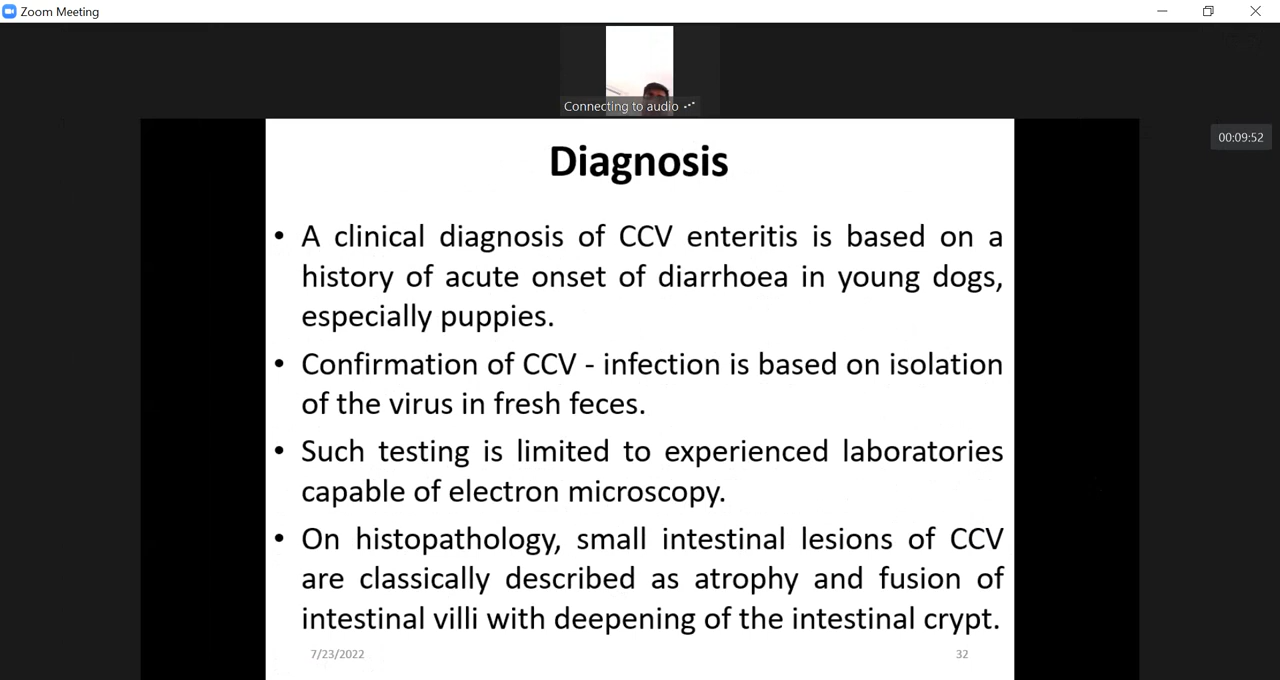 Zoom Meeting
Connecting to audio
00:09:52
Diagnosis
• A clinical diagnosis of CCV enteritis is based on a
history of acute onset of diarrhoea in young dogs,
especially puppies.
• Confirmation of CCV - infection is based on isolation
of the virus in fresh feces.
• Such testing is limited to experienced laboratories
capable of electron microscopy.
• On histopathology, small intestinal lesions of CCV
are classically described as atrophy and fusion of
intestinal villi with deepening of the intestinal crypt.
7/23/2022
32